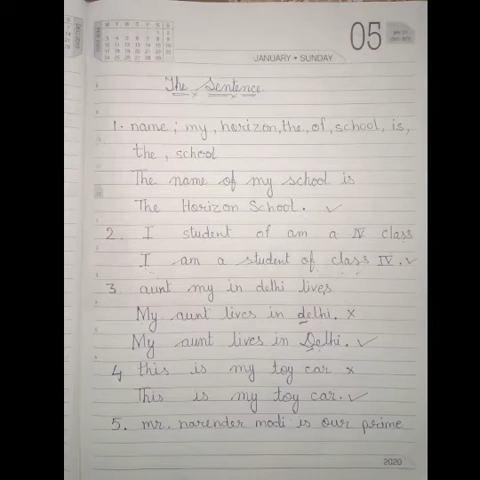 05
JANUARY • SUNDAY
The Sentence
1. name; my, horizon, the, of, school, is,
the, school
The name of my school is
The Horizon School. ✓
2. I student of am a IV class
I am a student of class IV. ✓
3 aunt my in delhi lives
My aunt lives in delhi. x
My aunt lives in Delhi. ✓
4 this is my toy car x
This is my toy car. ✓
5. mr. narender modi is our prime
2020